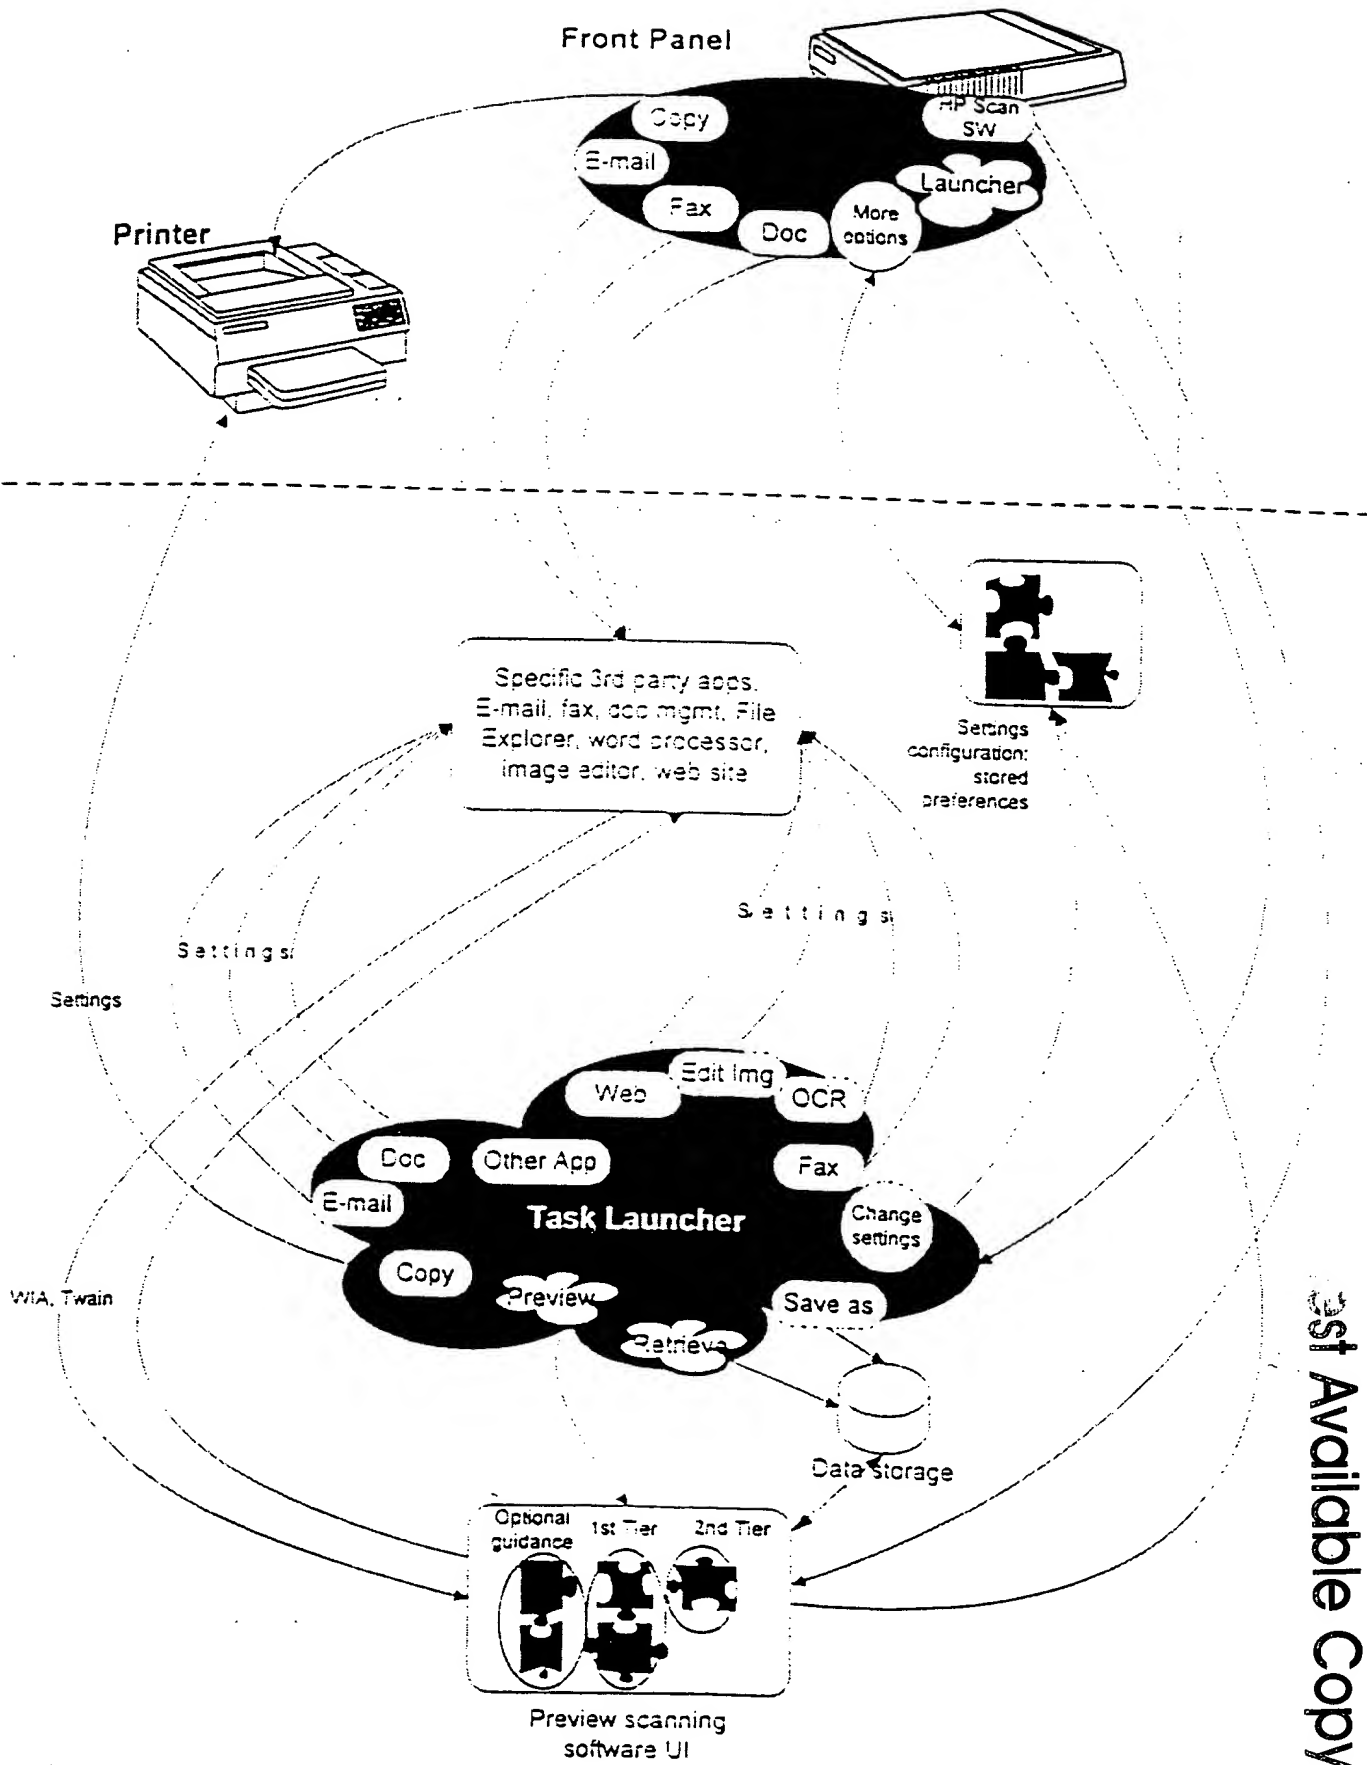 Front Panel
Copy
HP Scan
SW
E-mail
Launcher
Fax
More
options
Doc
Printer
Specific 3rd party apps.
E-mail, fax, doc mgmt, File
Explorer, word processor,
image editor, web site
Settings
configuration:
stored
preferences
Settings
Settings
Settings
Web
Edit Img
OCR
Doc
Other App
Fax
E-mail
Task Launcher
Change
settings
Copy
Preview
Save as
WIA, Twain
Retrieve
Data storage
Optional
guidance
1st Tier
2nd Tier
Preview scanning
software UI
Available Copy